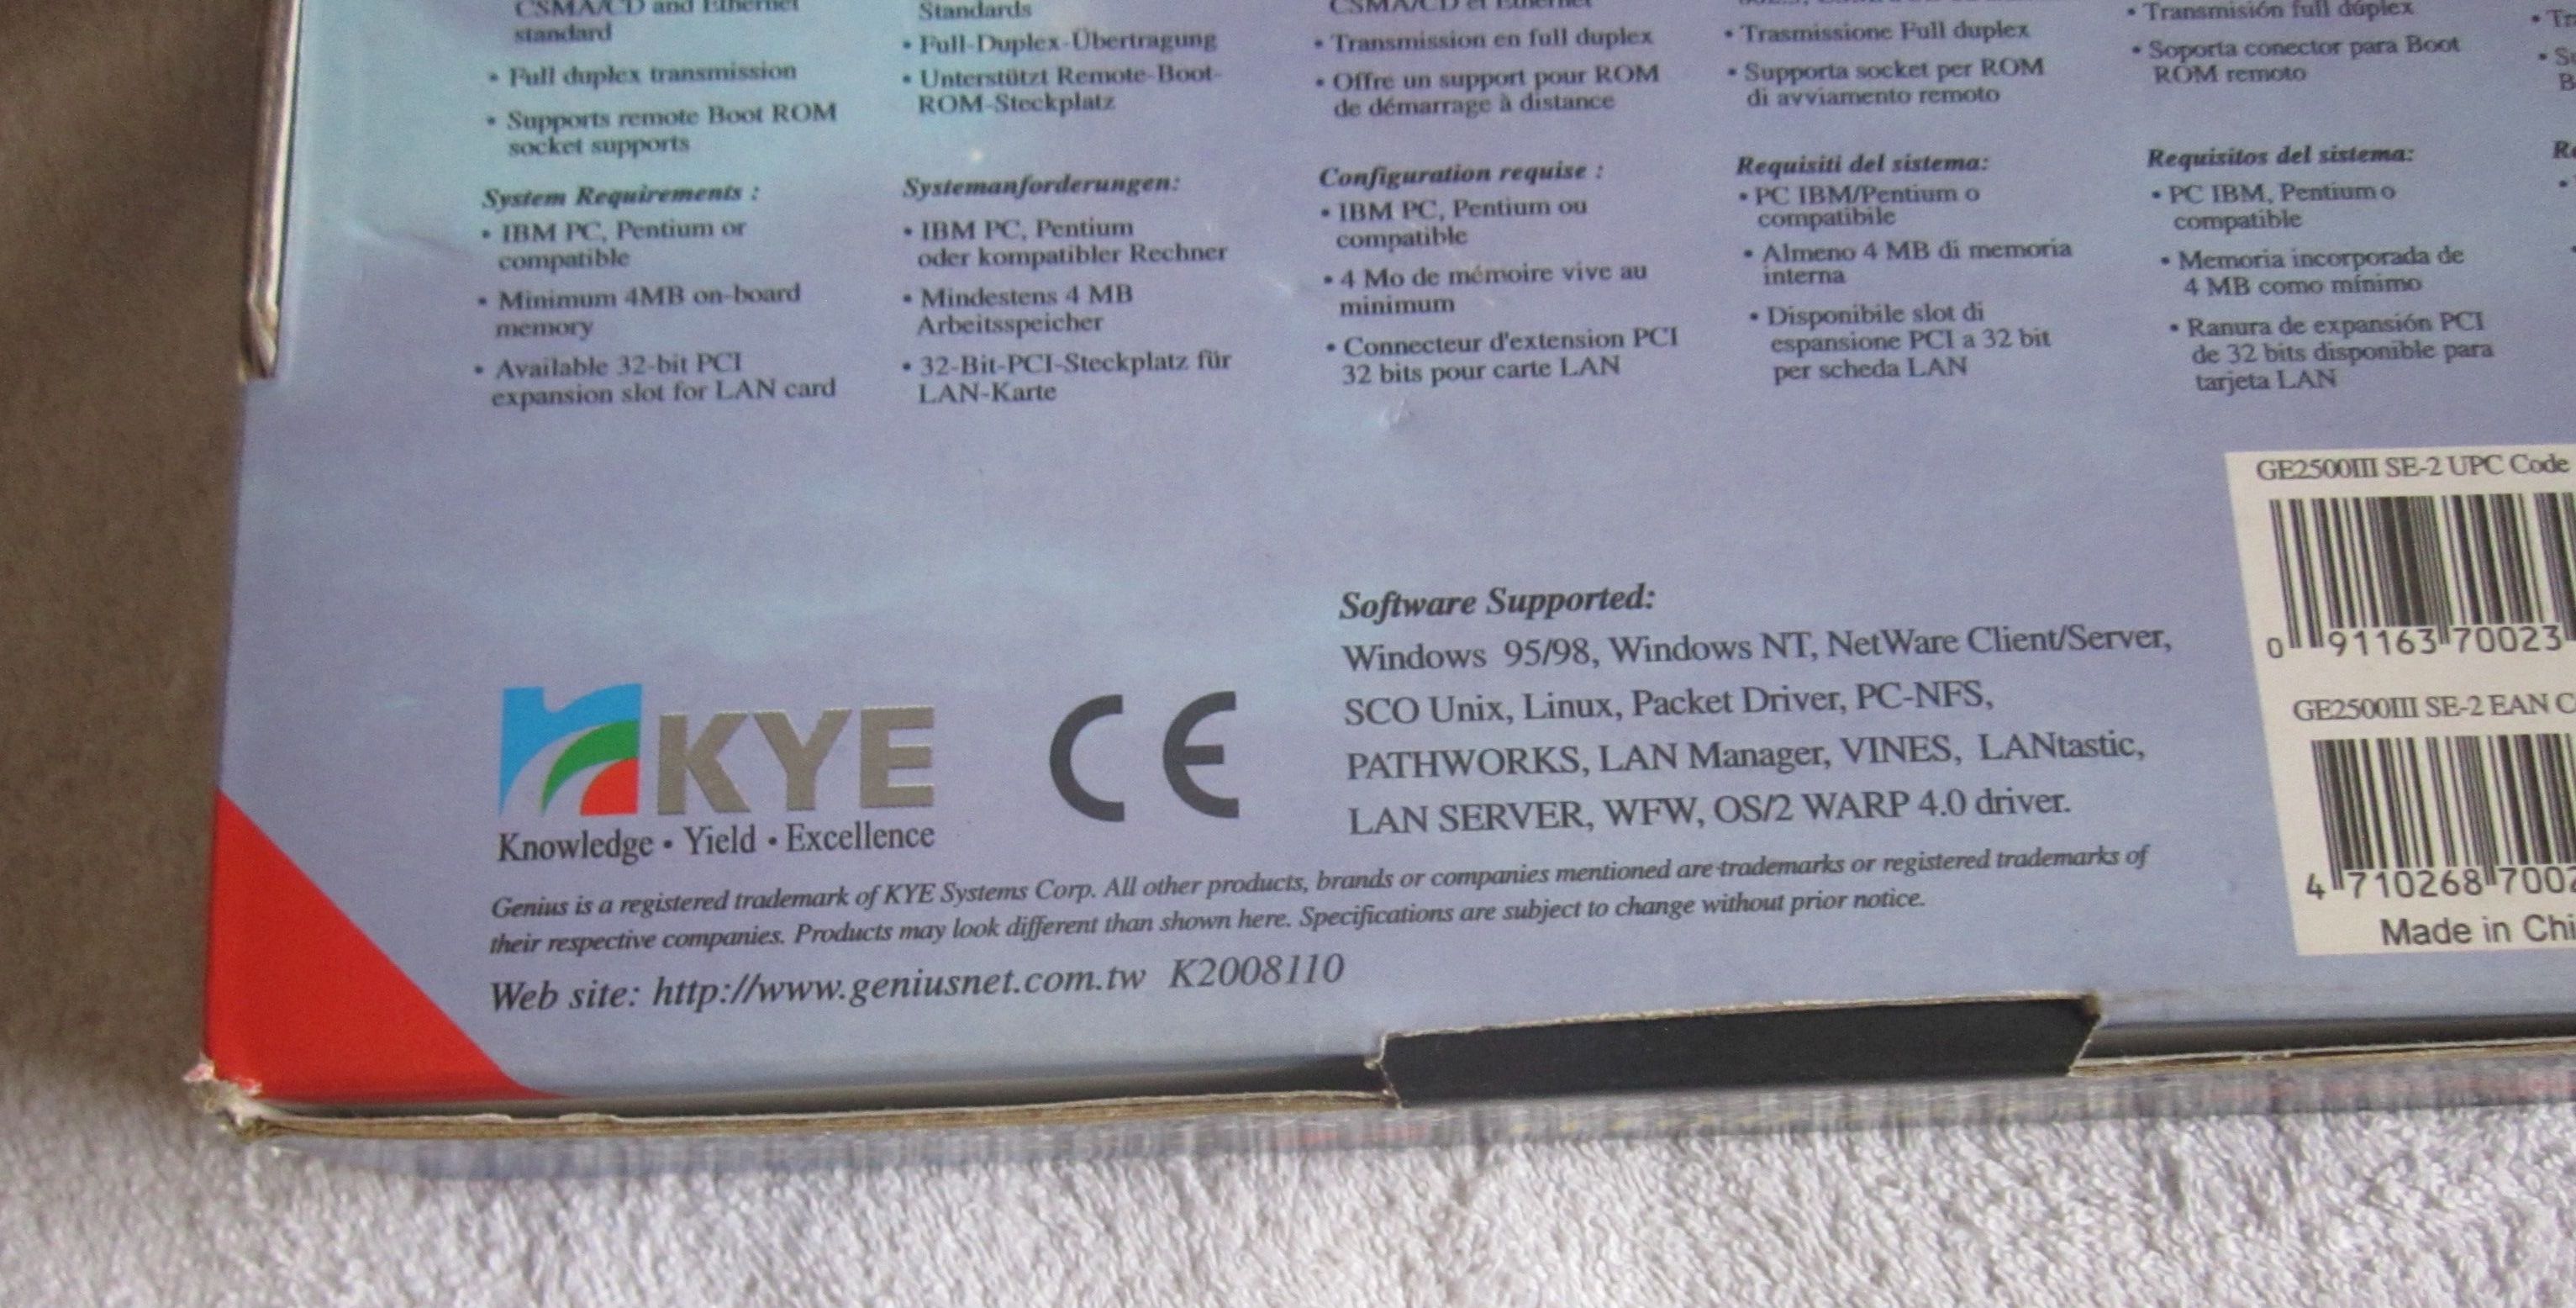 CSMA/CD and Ethernet
standard
• Full duplex transmission
• Supports remote Boot ROM
socket supports
System Requirements :
• IBM PC, Pentium or
compatible
• Minimum 4MB on-board
memory
• Available 32-bit PCI
expansion slot for LAN card
Standards
• Full-Duplex-Übertragung
• Unterstützt Remote-Boot-
ROM-Steckplatz
Systemanforderungen:
• IBM PC, Pentium
oder kompatibler Rechner
• Mindestens 4 MB
Arbeitsspeicher
• 32-Bit-PCI-Steckplatz für
LAN-Karte
CSMA/CD et Ethernet
• Transmission en full duplex
• Offre un support pour ROM
de démarrage à distance
Configuration requise :
• IBM PC, Pentium ou
compatible
• 4 Mo de mémoire vive au
minimum
• Connecteur d'extension PCI
32 bits pour carte LAN
• Trasmissione Full duplex
• Supporta socket per ROM
di avviamento remoto
Requisiti del sistema:
• PC IBM/Pentium o
compatibile
• Almeno 4 MB di memoria
interna
• Disponibile slot di
espansione PCI a 32 bit
per scheda LAN
• Transmisión full dúplex
• Soporta conector para Boot
ROM remoto
Requisitos del sistema:
• PC IBM, Pentium o
compatible
• Memoria incorporada de
4 MB como mínimo
• Ranura de expansión PCI
de 32 bits disponible para
tarjeta LAN
GE2500III SE-2 UPC Code
0 91163 70023
GE2500III SE-2 EAN C
4 710268 7002
Made in Chi
Software Supported:
Windows 95/98, Windows NT, NetWare Client/Server,
SCO Unix, Linux, Packet Driver, PC-NFS,
PATHWORKS, LAN Manager, VINES, LANtastic,
LAN SERVER, WFW, OS/2 WARP 4.0 driver.
KYE
CE
Knowledge • Yield • Excellence
Genius is a registered trademark of KYE Systems Corp. All other products, brands or companies mentioned are trademarks or registered trademarks of
their respective companies. Products may look different than shown here. Specifications are subject to change without prior notice.
Web site: http://www.geniusnet.com.tw K2008110